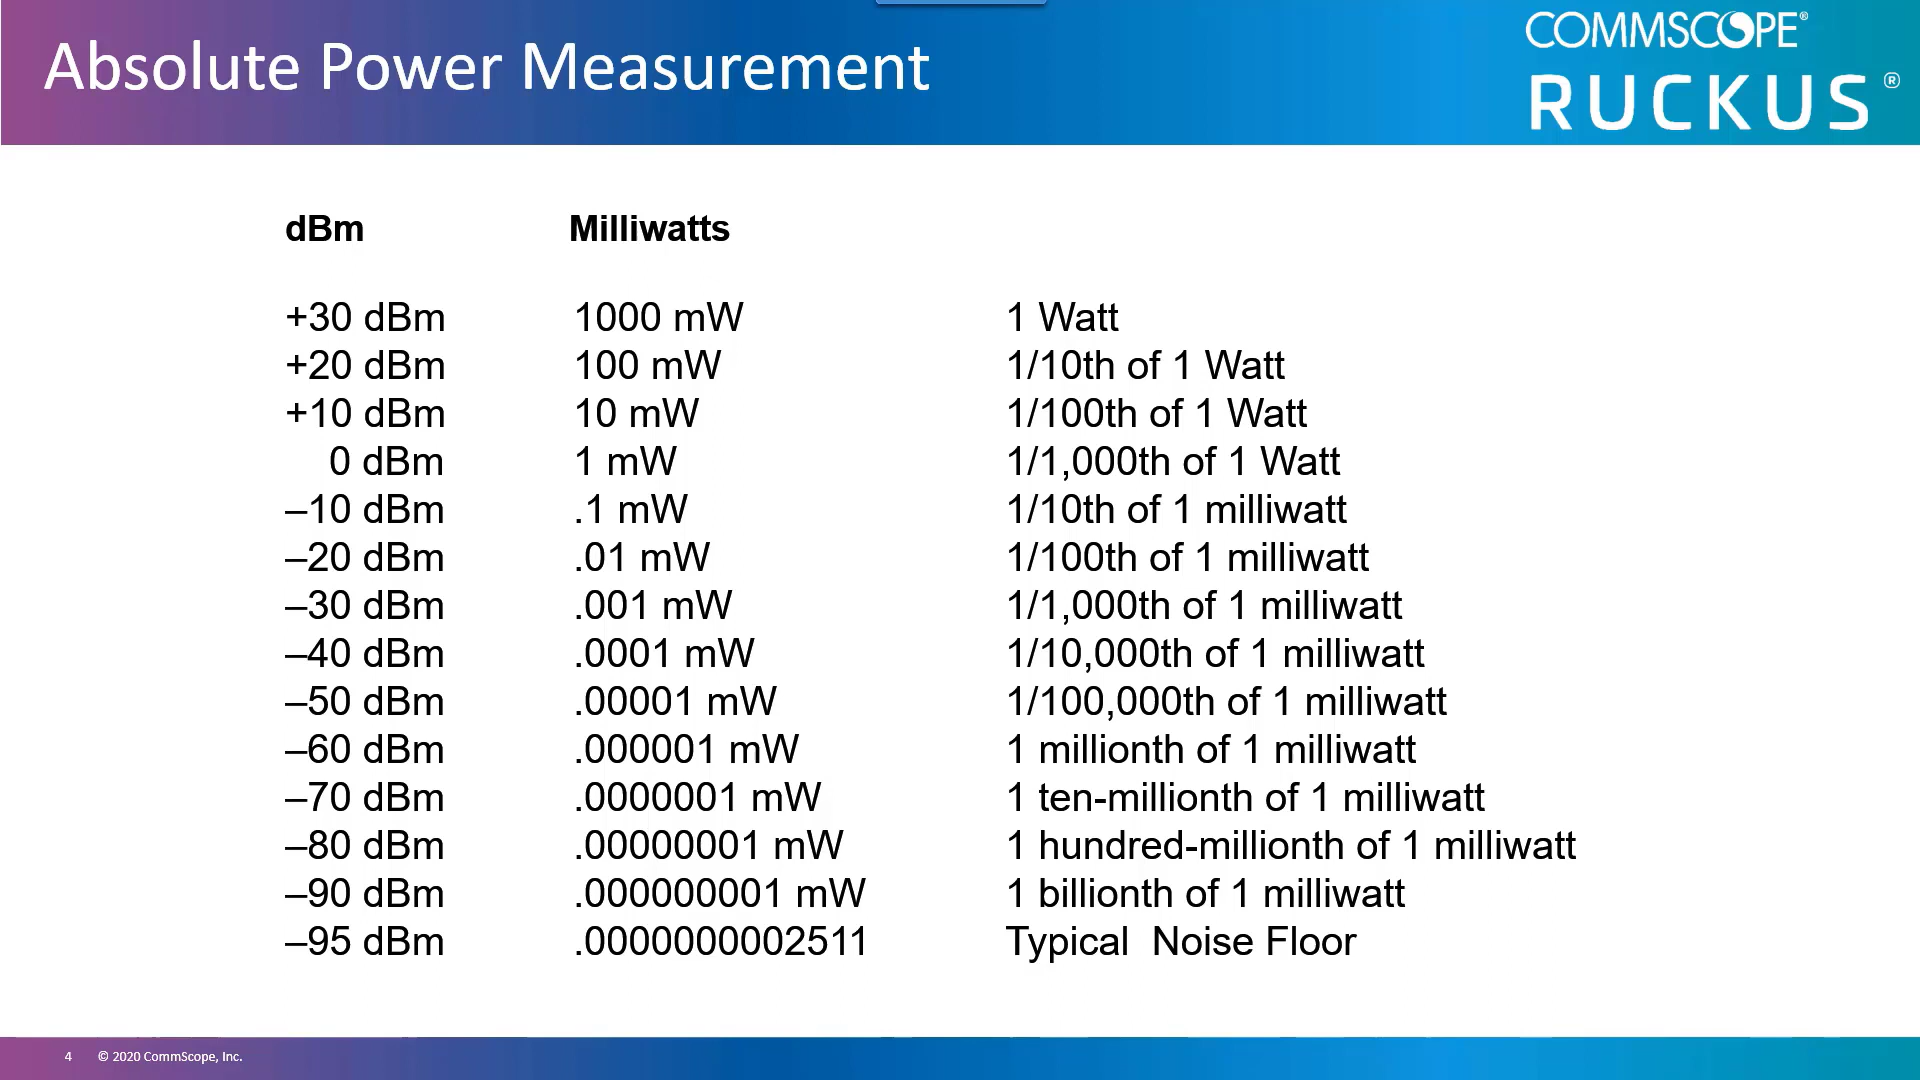 Absolute Power Measurement
COMMSCOPE®
RUCKUS®
dBm Milliwatts
+30 dBm 1000 mW 1 Watt
+20 dBm 100 mW 1/10th of 1 Watt
+10 dBm 10 mW 1/100th of 1 Watt
0 dBm 1 mW 1/1,000th of 1 Watt
–10 dBm .1 mW 1/10th of 1 milliwatt
–20 dBm .01 mW 1/100th of 1 milliwatt
–30 dBm .001 mW 1/1,000th of 1 milliwatt
–40 dBm .0001 mW 1/10,000th of 1 milliwatt
–50 dBm .00001 mW 1/100,000th of 1 milliwatt
–60 dBm .000001 mW 1 millionth of 1 milliwatt
–70 dBm .0000001 mW 1 ten-millionth of 1 milliwatt
–80 dBm .00000001 mW 1 hundred-millionth of 1 milliwatt
–90 dBm .000000001 mW 1 billionth of 1 milliwatt
–95 dBm .0000000002511 Typical Noise Floor
4 © 2020 CommScope, Inc.